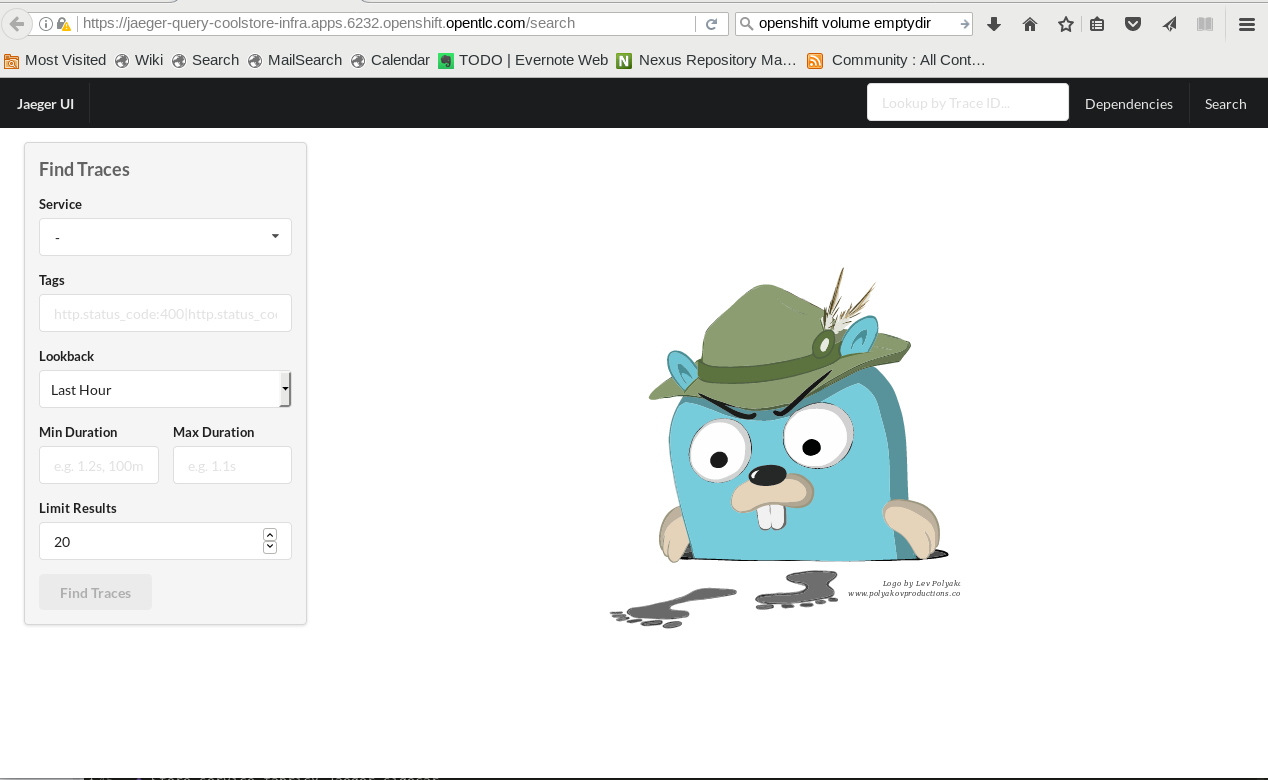 https://jaeger-query-coolstore-infra.apps.6232.openshift.opentlc.com/search
openshift volume emptydir
Most Visited Wiki Search MailSearch Calendar TODO | Evernote Web Nexus Repository Ma... Community : All Cont...
Jaeger UI
Lookup by Trace ID...
Dependencies
Search
Find Traces
Service
-
Tags
http.status_code:400|http.status_co
Lookback
Last Hour
Min Duration Max Duration
e.g. 1.2s, 100m e.g. 1.1s
Limit Results
20
Find Traces
Logo by Lev Polyako
www.polyakovproductions.co